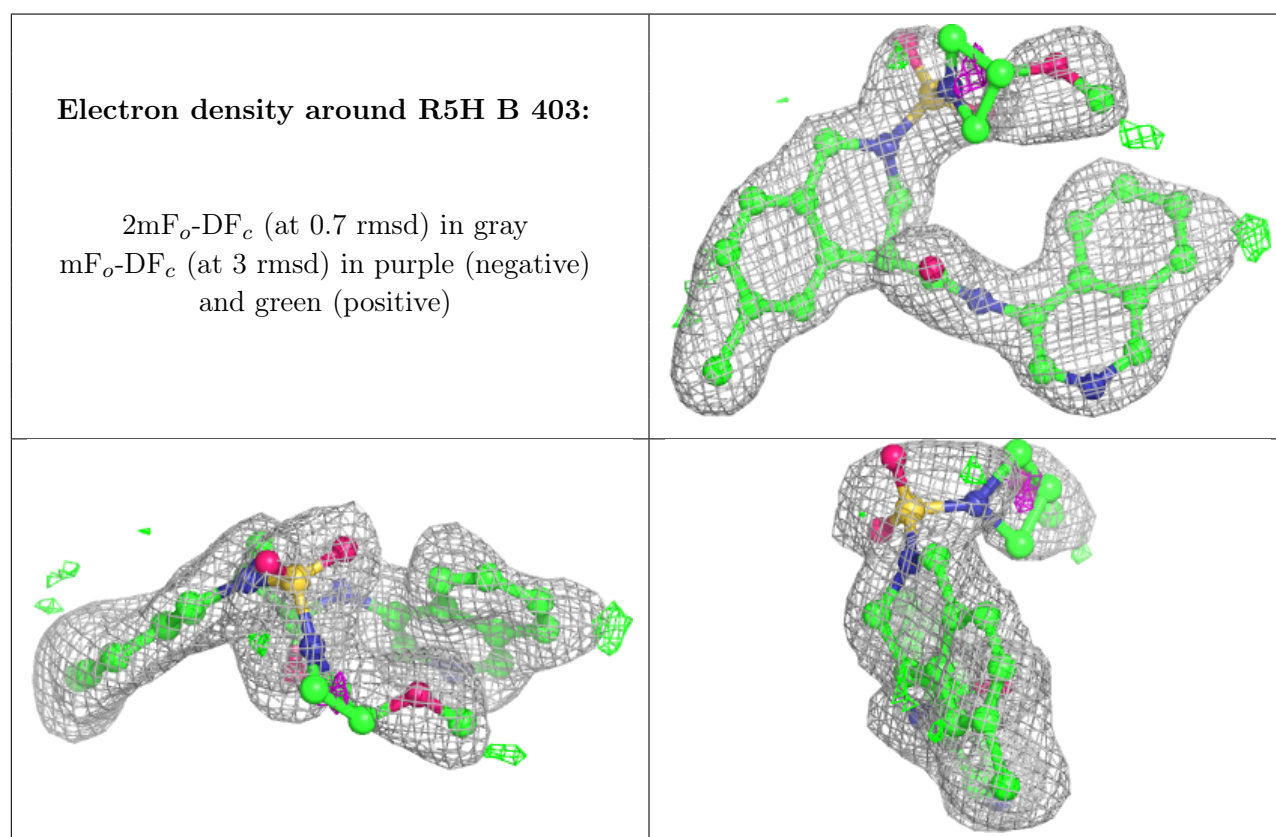 Electron density around R5H B 403:
2mFo-DFc (at 0.7 rmsd) in gray
mFo-DFc (at 3 rmsd) in purple (negative)
and green (positive)